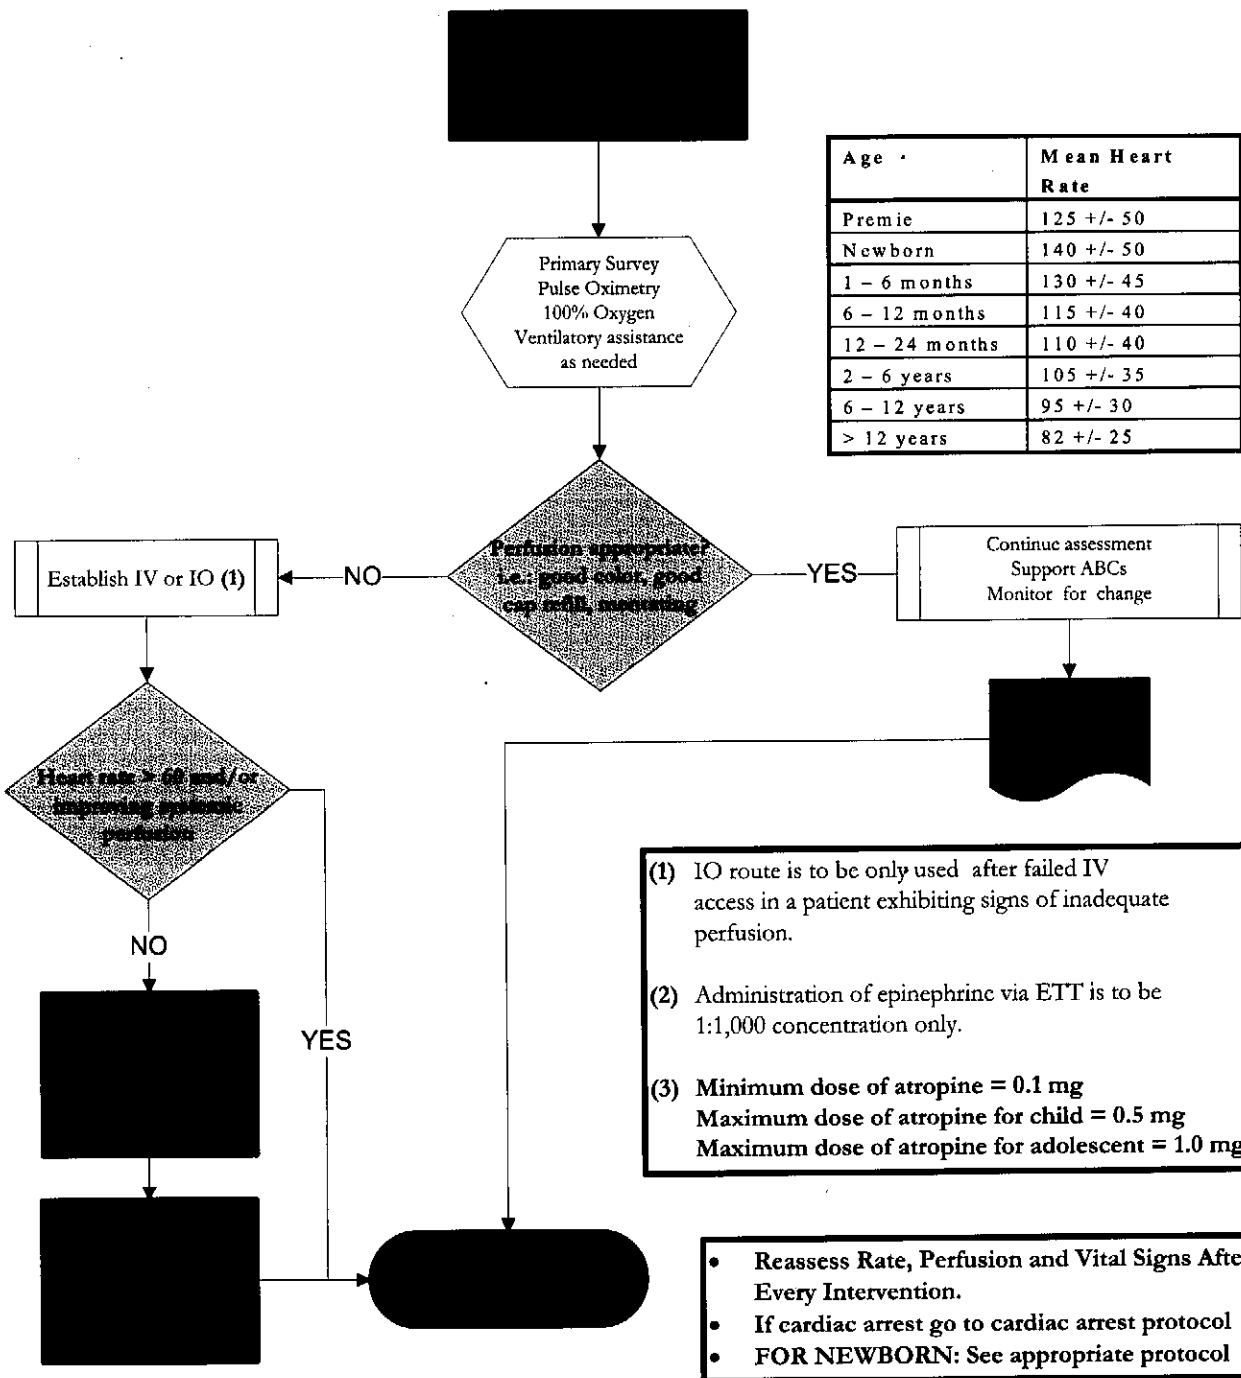 Age
Mean Heart
Rate
Premie
125 +/- 50
Newborn
140 +/- 50
1 – 6 months
130 +/- 45
6 – 12 months
115 +/- 40
12 – 24 months
110 +/- 40
2 – 6 years
105 +/- 35
6 – 12 years
95 +/- 30
> 12 years
82 +/- 25
Primary Survey
Pulse Oximetry
100% Oxygen
Ventilatory assistance
as needed
Perfusion appropriate?
i.e.: good color, good
cap refill, mentating
NO
YES
Establish IV or IO (1)
Continue assessment
Support ABCs
Monitor for change
Heart rate > 60 and/or
improving systemic
perfusion
NO
YES
(1) IO route is to be only used after failed IV
access in a patient exhibiting signs of inadequate
perfusion.
(2) Administration of epinephrine via ETT is to be
1:1,000 concentration only.
(3) Minimum dose of atropine = 0.1 mg
Maximum dose of atropine for child = 0.5 mg
Maximum dose of atropine for adolescent = 1.0 mg
• Reassess Rate, Perfusion and Vital Signs Afte
Every Intervention.
• If cardiac arrest go to cardiac arrest protocol
• FOR NEWBORN: See appropriate protocol